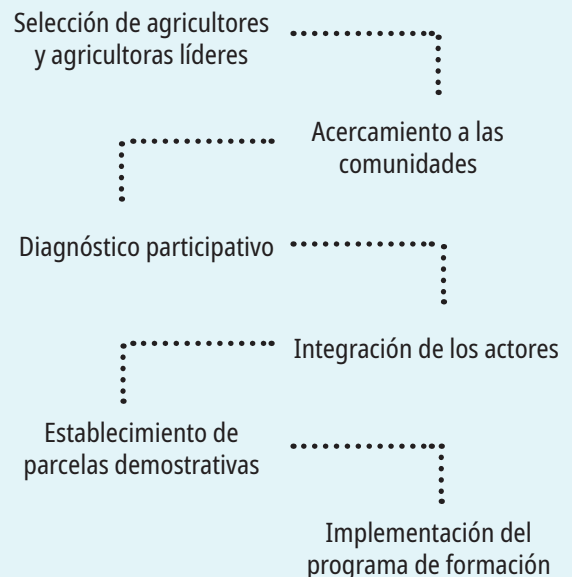 Selección de agricultores
y agricultoras líderes
Acercamiento a las
comunidades
Diagnóstico participativo
Integración de los actores
Establecimiento de
parcelas demostrativas
Implementación del
programa de formación